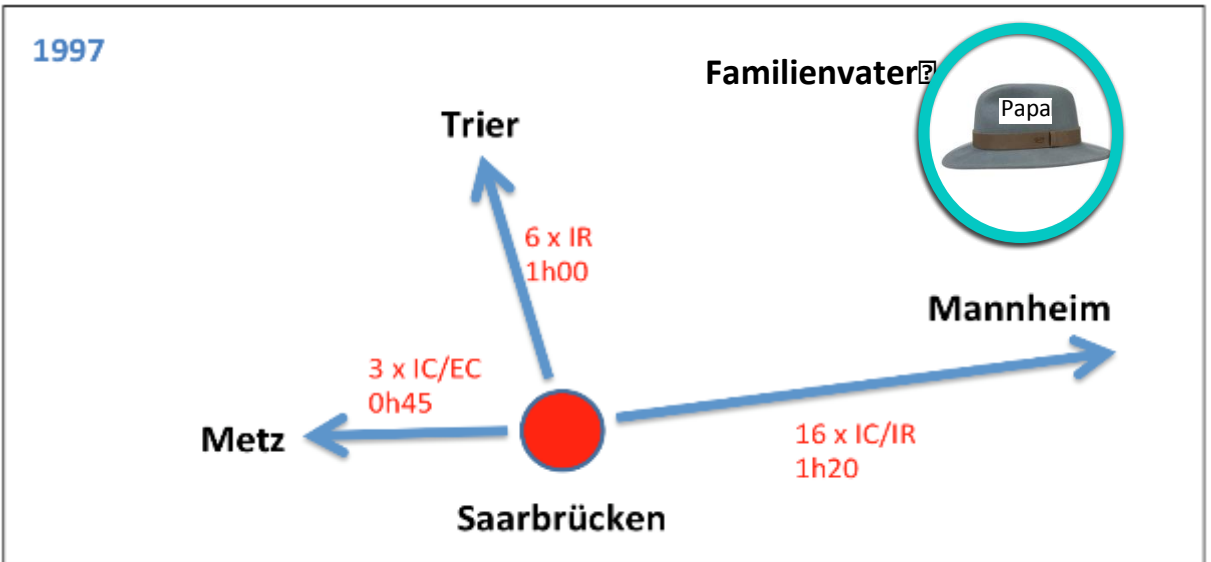 1997
Familienvater
Papa
Trier
6 x IR
1h00
Mannheim
3 x IC/EC
0h45
Metz
16 x IC/IR
1h20
Saarbrücken